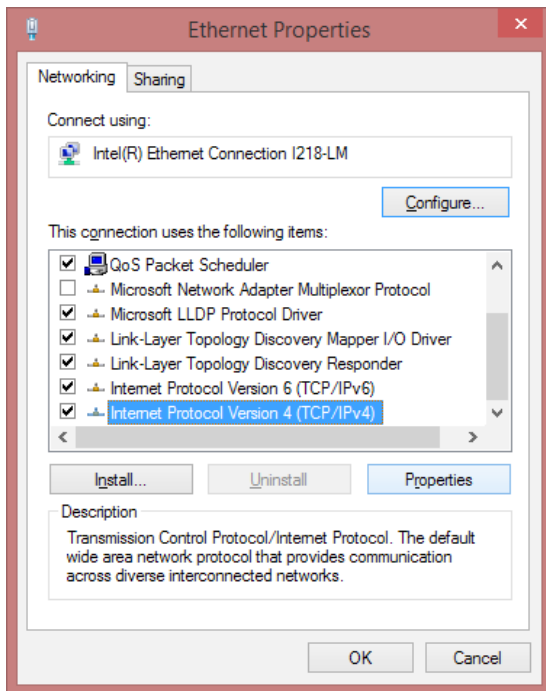 Ethernet Properties
Networking
Sharing
Connect using:
Intel(R) Ethernet Connection I218-LM
Configure...
This connection uses the following items:
QoS Packet Scheduler
Microsoft Network Adapter Multiplexor Protocol
Microsoft LLDP Protocol Driver
Link-Layer Topology Discovery Mapper I/O Driver
Link-Layer Topology Discovery Responder
Internet Protocol Version 6 (TCP/IPv6)
Internet Protocol Version 4 (TCP/IPv4)
Install...
Uninstall
Properties
Description
Transmission Control Protocol/Internet Protocol. The default
wide area network protocol that provides communication
across diverse interconnected networks.
OK
Cancel